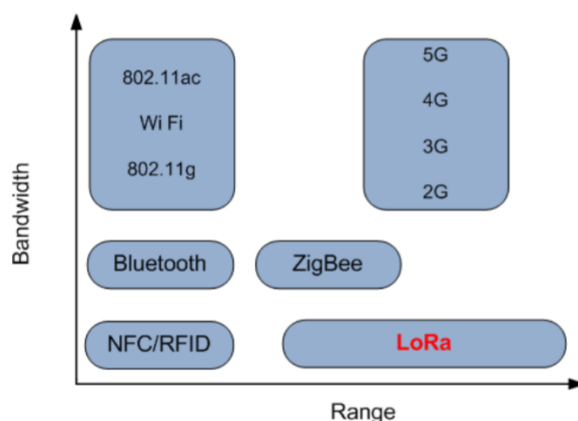 Bandwidth
802.11ac
Wi Fi
802.11g
5G
4G
3G
2G
Bluetooth
ZigBee
NFC/RFID
LoRa
Range